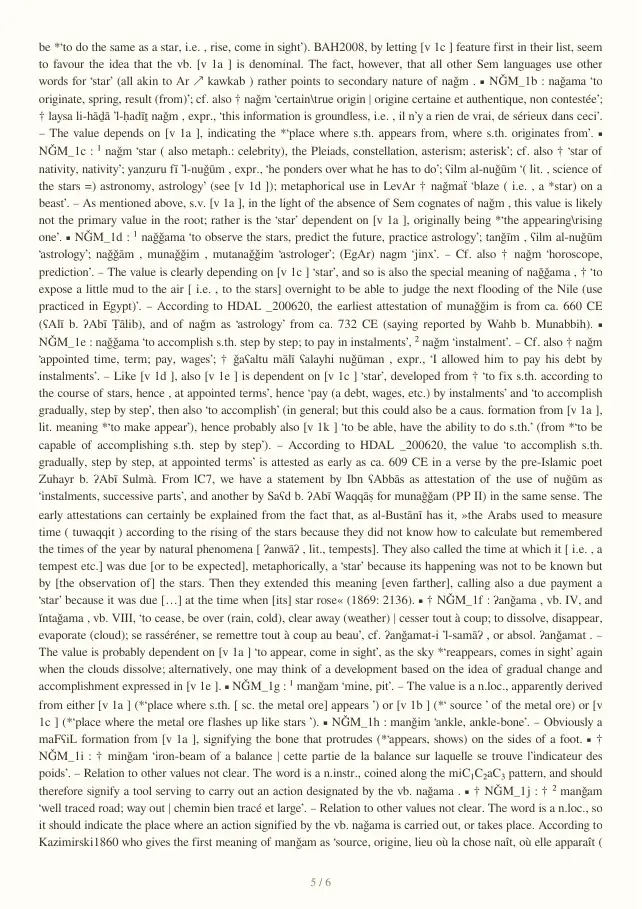 be *‘to do the same as a star, i.e. , rise, come in sight’). BAH2008, by letting [v 1c ] feature first in their list, seem
to favour the idea that the vb. [v 1a ] is denominal. The fact, however, that all other Sem languages use other
words for ‘star’ (all akin to Ar ↗ kawkab ) rather points to secondary nature of naǧm . ▪ NǦM_1b : naǧama ‘to
originate, spring, result (from)’; cf. also † naǧm ‘certain\true origin | origine certaine et authentique, non contestée’;
† laysa li-hāḏā ’l-ḥadīṯ naǧm , expr., ‘this information is groundless, i.e. , il n’y a rien de vrai, de sérieux dans ceci’.
– The value depends on [v 1a ], indicating the *‘place where s.th. appears from, where s.th. originates from’. ▪
NǦM_1c : ¹ naǧm ‘star ( also metaph.: celebrity), the Pleiads, constellation, asterism; asterisk’; cf. also † ‘star of
nativity, nativity’; yanẓuru fī ’l-nuǧūm , expr., ‘he ponders over what he has to do’; ʕilm al-nuǧūm ‘( lit. , science of
the stars =) astronomy, astrology’ (see [v 1d ]); metaphorical use in LevAr † naǧmaẗ ‘blaze ( i.e. , a *star) on a
beast’. – As mentioned above, s.v. [v 1a ], in the light of the absence of Sem cognates of naǧm , this value is likely
not the primary value in the root; rather is the ‘star’ dependent on [v 1a ], originally being *‘the appearing\rising
one’. ▪ NǦM_1d : ¹ naǧǧama ‘to observe the stars, predict the future, practice astrology’; tanǧīm , ʕilm al-nuǧūm
‘astrology’; naǧǧām , munaǧǧim , mutanaǧǧim ‘astrologer’; (EgAr) nagm ‘jinx’. – Cf. also † naǧm ‘horoscope,
prediction’. – The value is clearly depending on [v 1c ] ‘star’, and so is also the special meaning of naǧǧama , † ‘to
expose a little mud to the air [ i.e. , to the stars] overnight to be able to judge the next flooding of the Nile (use
practiced in Egypt)’. – According to HDAL _200620, the earliest attestation of munaǧǧim is from ca. 660 CE
(ʕAlī b. ʔAbī Ṭālib), and of naǧm as ‘astrology’ from ca. 732 CE (saying reported by Wahb b. Munabbih). ▪
NǦM_1e : naǧǧama ‘to accomplish s.th. step by step; to pay in instalments’, ² naǧm ‘instalment’. – Cf. also † naǧm
‘appointed time, term; pay, wages’; † ǧaʕaltu mālī ʕalayhi nuǧūman , expr., ‘I allowed him to pay his debt by
instalments’. – Like [v 1d ], also [v 1e ] is dependent on [v 1c ] ‘star’, developed from † ‘to fix s.th. according to
the course of stars, hence , at appointed terms’, hence ‘pay (a debt, wages, etc.) by instalments’ and ‘to accomplish
gradually, step by step’, then also ‘to accomplish’ (in general; but this could also be a caus. formation from [v 1a ],
lit. meaning *‘to make appear’), hence probably also [v 1k ] ‘to be able, have the ability to do s.th.’ (from *‘to be
capable of accomplishing s.th. step by step’). – According to HDAL _200620, the value ‘to accomplish s.th.
gradually, step by step, at appointed terms’ is attested as early as ca. 609 CE in a verse by the pre-Islamic poet
Zuhayr b. ʔAbī Sulmà. From lC7, we have a statement by Ibn ʕAbbās as attestation of the use of nuǧūm as
‘instalments, successive parts’, and another by Saʕd b. ʔAbī Waqqāṣ for munaǧǧam (PP II) in the same sense. The
early attestations can certainly be explained from the fact that, as al-Bustānī has it, »the Arabs used to measure
time ( tuwaqqit ) according to the rising of the stars because they did not know how to calculate but remembered
the times of the year by natural phenomena [ ʔanwāʔ , lit., tempests]. They also called the time at which it [ i.e. , a
tempest etc.] was due [or to be expected], metaphorically, a ‘star’ because its happening was not to be known but
by [the observation of] the stars. Then they extended this meaning [even farther], calling also a due payment a
‘star’ because it was due […] at the time when [its] star rose« (1869: 2136). ▪ † NǦM_1f : ʔanǧama , vb. IV, and
ĭntaǧama , vb. VIII, ‘to cease, be over (rain, cold), clear away (weather) | cesser tout à coup; to dissolve, disappear,
evaporate (cloud); se rasséréner, se remettre tout à coup au beau’, cf. ʔanǧamat-i ’l-samāʔ , or absol. ʔanǧamat . –
The value is probably dependent on [v 1a ] ‘to appear, come in sight’, as the sky *‘reappears, comes in sight’ again
when the clouds dissolve; alternatively, one may think of a development based on the idea of gradual change and
accomplishment expressed in [v 1e ]. ▪ NǦM_1g : ¹ manǧam ‘mine, pit’. – The value is a n.loc., apparently derived
from either [v 1a ] (*‘place where s.th. [ sc. the metal ore] appears ’) or [v 1b ] (*‘ source ’ of the metal ore) or [v
1c ] (*‘place where the metal ore flashes up like stars ’). ▪ NǦM_1h : manǧim ‘ankle, ankle-bone’. – Obviously a
maFʕiL formation from [v 1a ], signifying the bone that protrudes (*‘appears, shows) on the sides of a foot. ▪ †
NǦM_1i : † minǧam ‘iron-beam of a balance | cette partie de la balance sur laquelle se trouve l’indicateur des
poids’. – Relation to other values not clear. The word is a n.instr., coined along the miC₁C₂aC₃ pattern, and should
therefore signify a tool serving to carry out an action designated by the vb. naǧama . ▪ † NǦM_1j : † ² manǧam
‘well traced road; way out | chemin bien tracé et large’. – Relation to other values not clear. The word is a n.loc., so
it should indicate the place where an action signified by the vb. naǧama is carried out, or takes place. According to
Kazimirski1860 who gives the first meaning of manǧam as ‘source, origine, lieu où la chose naît, où elle apparaît (
5 / 6